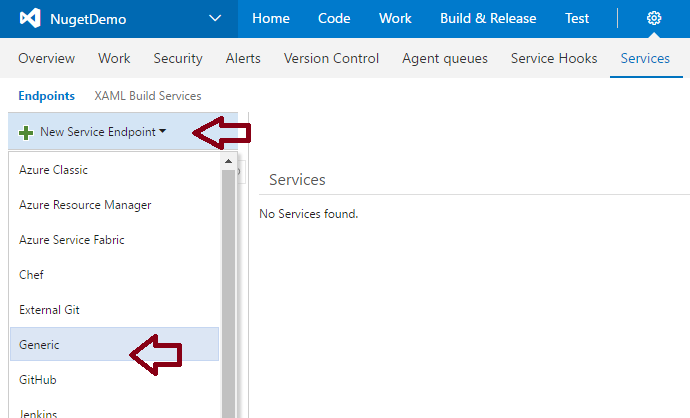 NugetDemo Home Code Work Build & Release Test
Overview Work Security Alerts Version Control Agent queues Service Hooks Services
Endpoints XAML Build Services
New Service Endpoint
Azure Classic
Services
Azure Resource Manager
No Services found.
Azure Service Fabric
Chef
External Git
Generic
GitHub
Jenkins